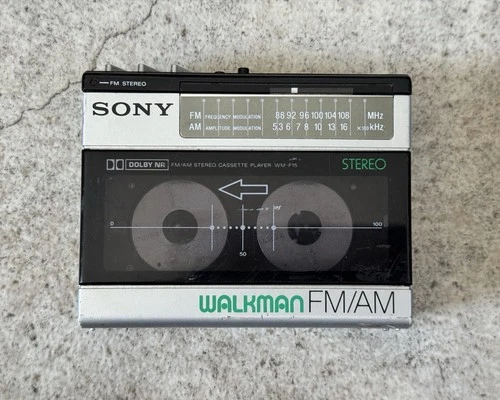 FM STEREO
SONY
FM FREQUENCY MODULATION 88 92 96 100 104 108 MHz
AM AMPLITUDE MODULATION 5.3 6 7 8 10 13 16 x100 kHz
DOLBY NR FM/AM STEREO CASSETTE PLAYER WM-F15 STEREO
0 100
50
WALKMAN FM/AM